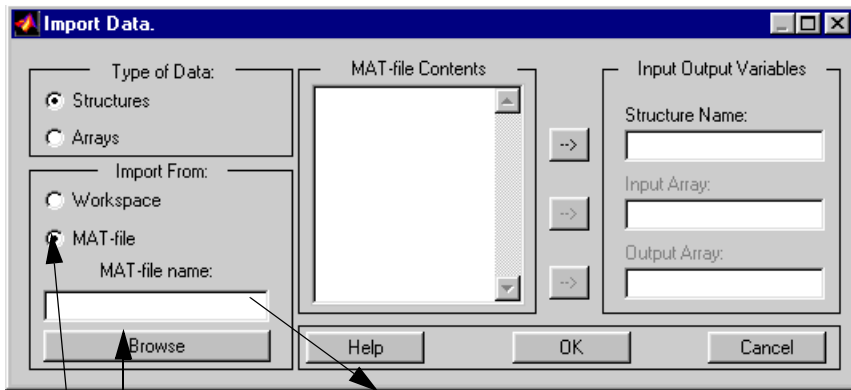 Import Data.
Type of Data:
Structures
Arrays
Import From:
Workspace
MAT-file
MAT-file name:
Browse
MAT-file Contents
-->
-->
-->
Input Output Variables
Structure Name:
Input Array:
Output Array:
Help
OK
Cancel